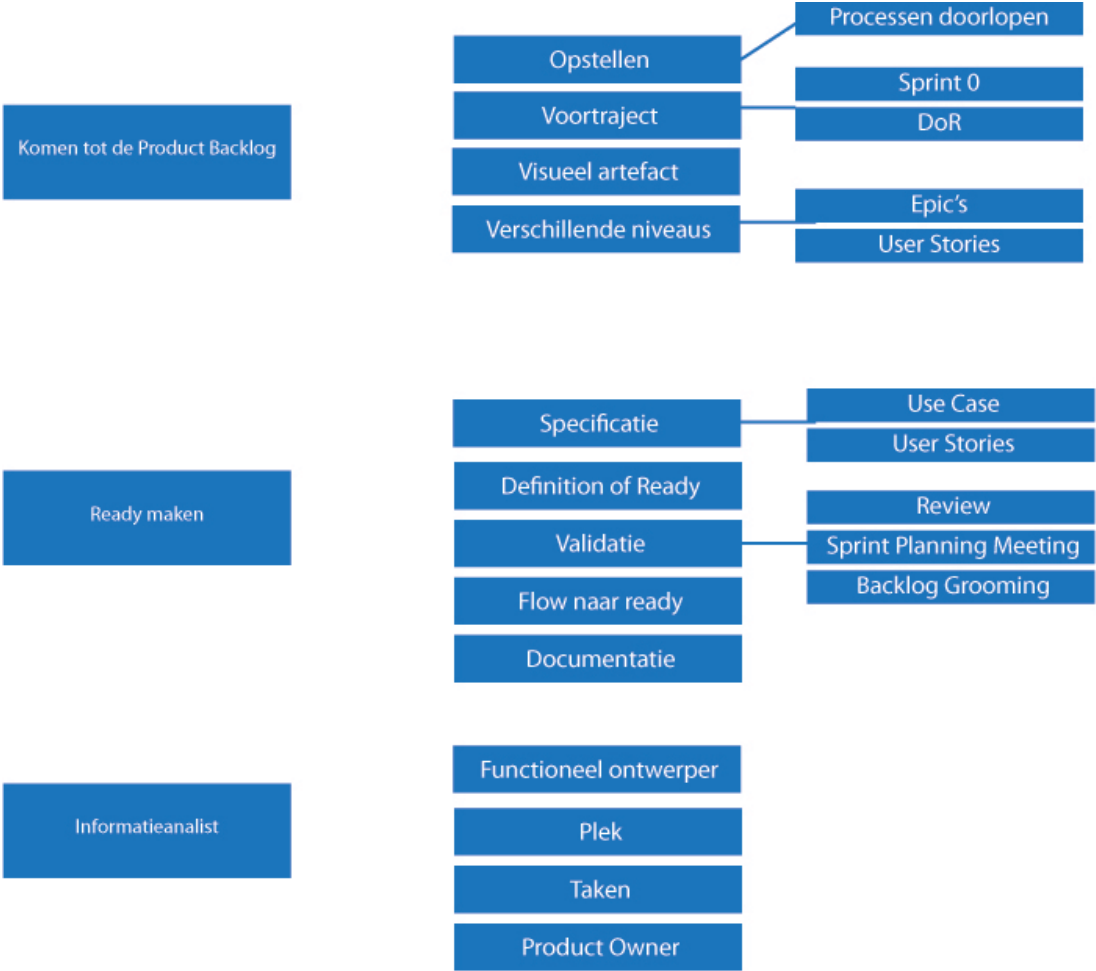 Komen tot de Product Backlog
Opstellen
Processen doorlopen
Voortraject
Sprint 0
DoR
Visueel artefact
Verschillende niveaus
Epic’s
User Stories
Ready maken
Specificatie
Use Case
User Stories
Definition of Ready
Validatie
Review
Sprint Planning Meeting
Backlog Grooming
Flow naar ready
Documentatie
Informatieanalist
Functioneel ontwerper
Plek
Taken
Product Owner